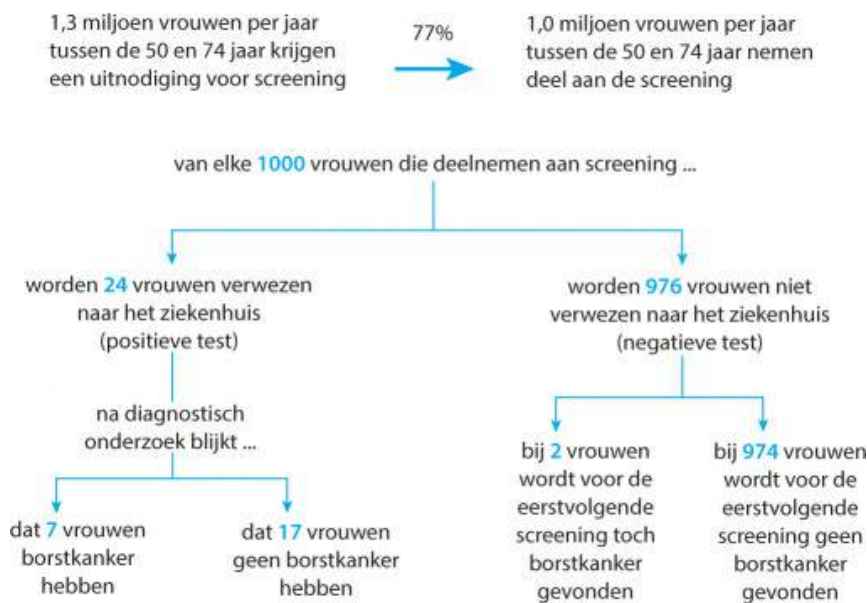 1,3 miljoen vrouwen per jaar
tussen de 50 en 74 jaar krijgen
een uitnodiging voor screening
77%
1,0 miljoen vrouwen per jaar
tussen de 50 en 74 jaar nemen
deel aan de screening
van elke 1000 vrouwen die deelnemen aan screening ...
worden 24 vrouwen verwezen
naar het ziekenhuis
(positieve test)
worden 976 vrouwen niet
verwezen naar het ziekenhuis
(negatieve test)
na diagnostisch
onderzoek blijkt ...
dat 7 vrouwen
borstkanker
hebben
dat 17 vrouwen
geen borstkanker
hebben
bij 2 vrouwen
wordt voor de
eerstvolgende
screening toch
borstkanker
gevonden
bij 974 vrouwen
wordt voor de
eerstvolgende
screening geen
borstkanker
gevonden